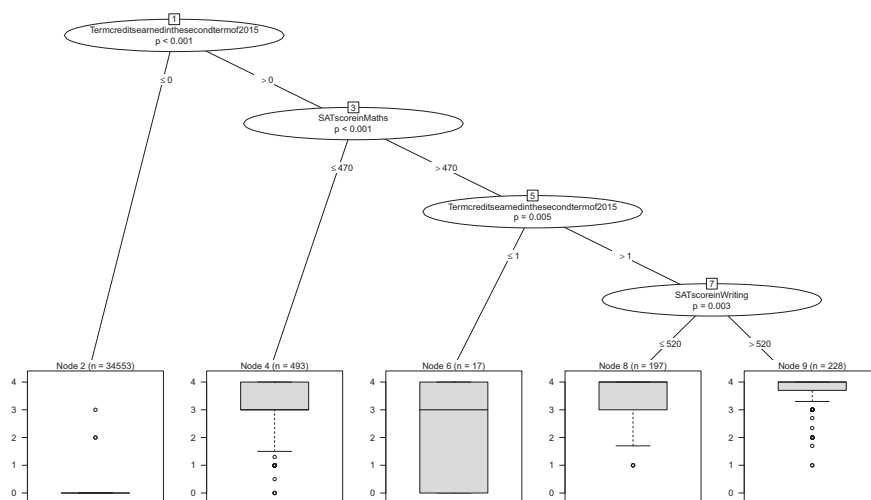 1
Termcreditsearnedinthesecondtermof2015
p < 0.001
≤ 0
> 0
3
SATscoreinMaths
p < 0.001
≤ 470
> 470
5
Termcreditsearnedinthesecondtermof2015
p = 0.005
≤ 1
> 1
7
SATscoreinWriting
p = 0.003
≤ 520
> 520
Node 2 (n = 34553)
0
1
2
3
4
Node 4 (n = 493)
0
1
2
3
4
Node 6 (n = 17)
0
1
2
3
4
Node 8 (n = 197)
0
1
2
3
4
Node 9 (n = 228)
0
1
2
3
4